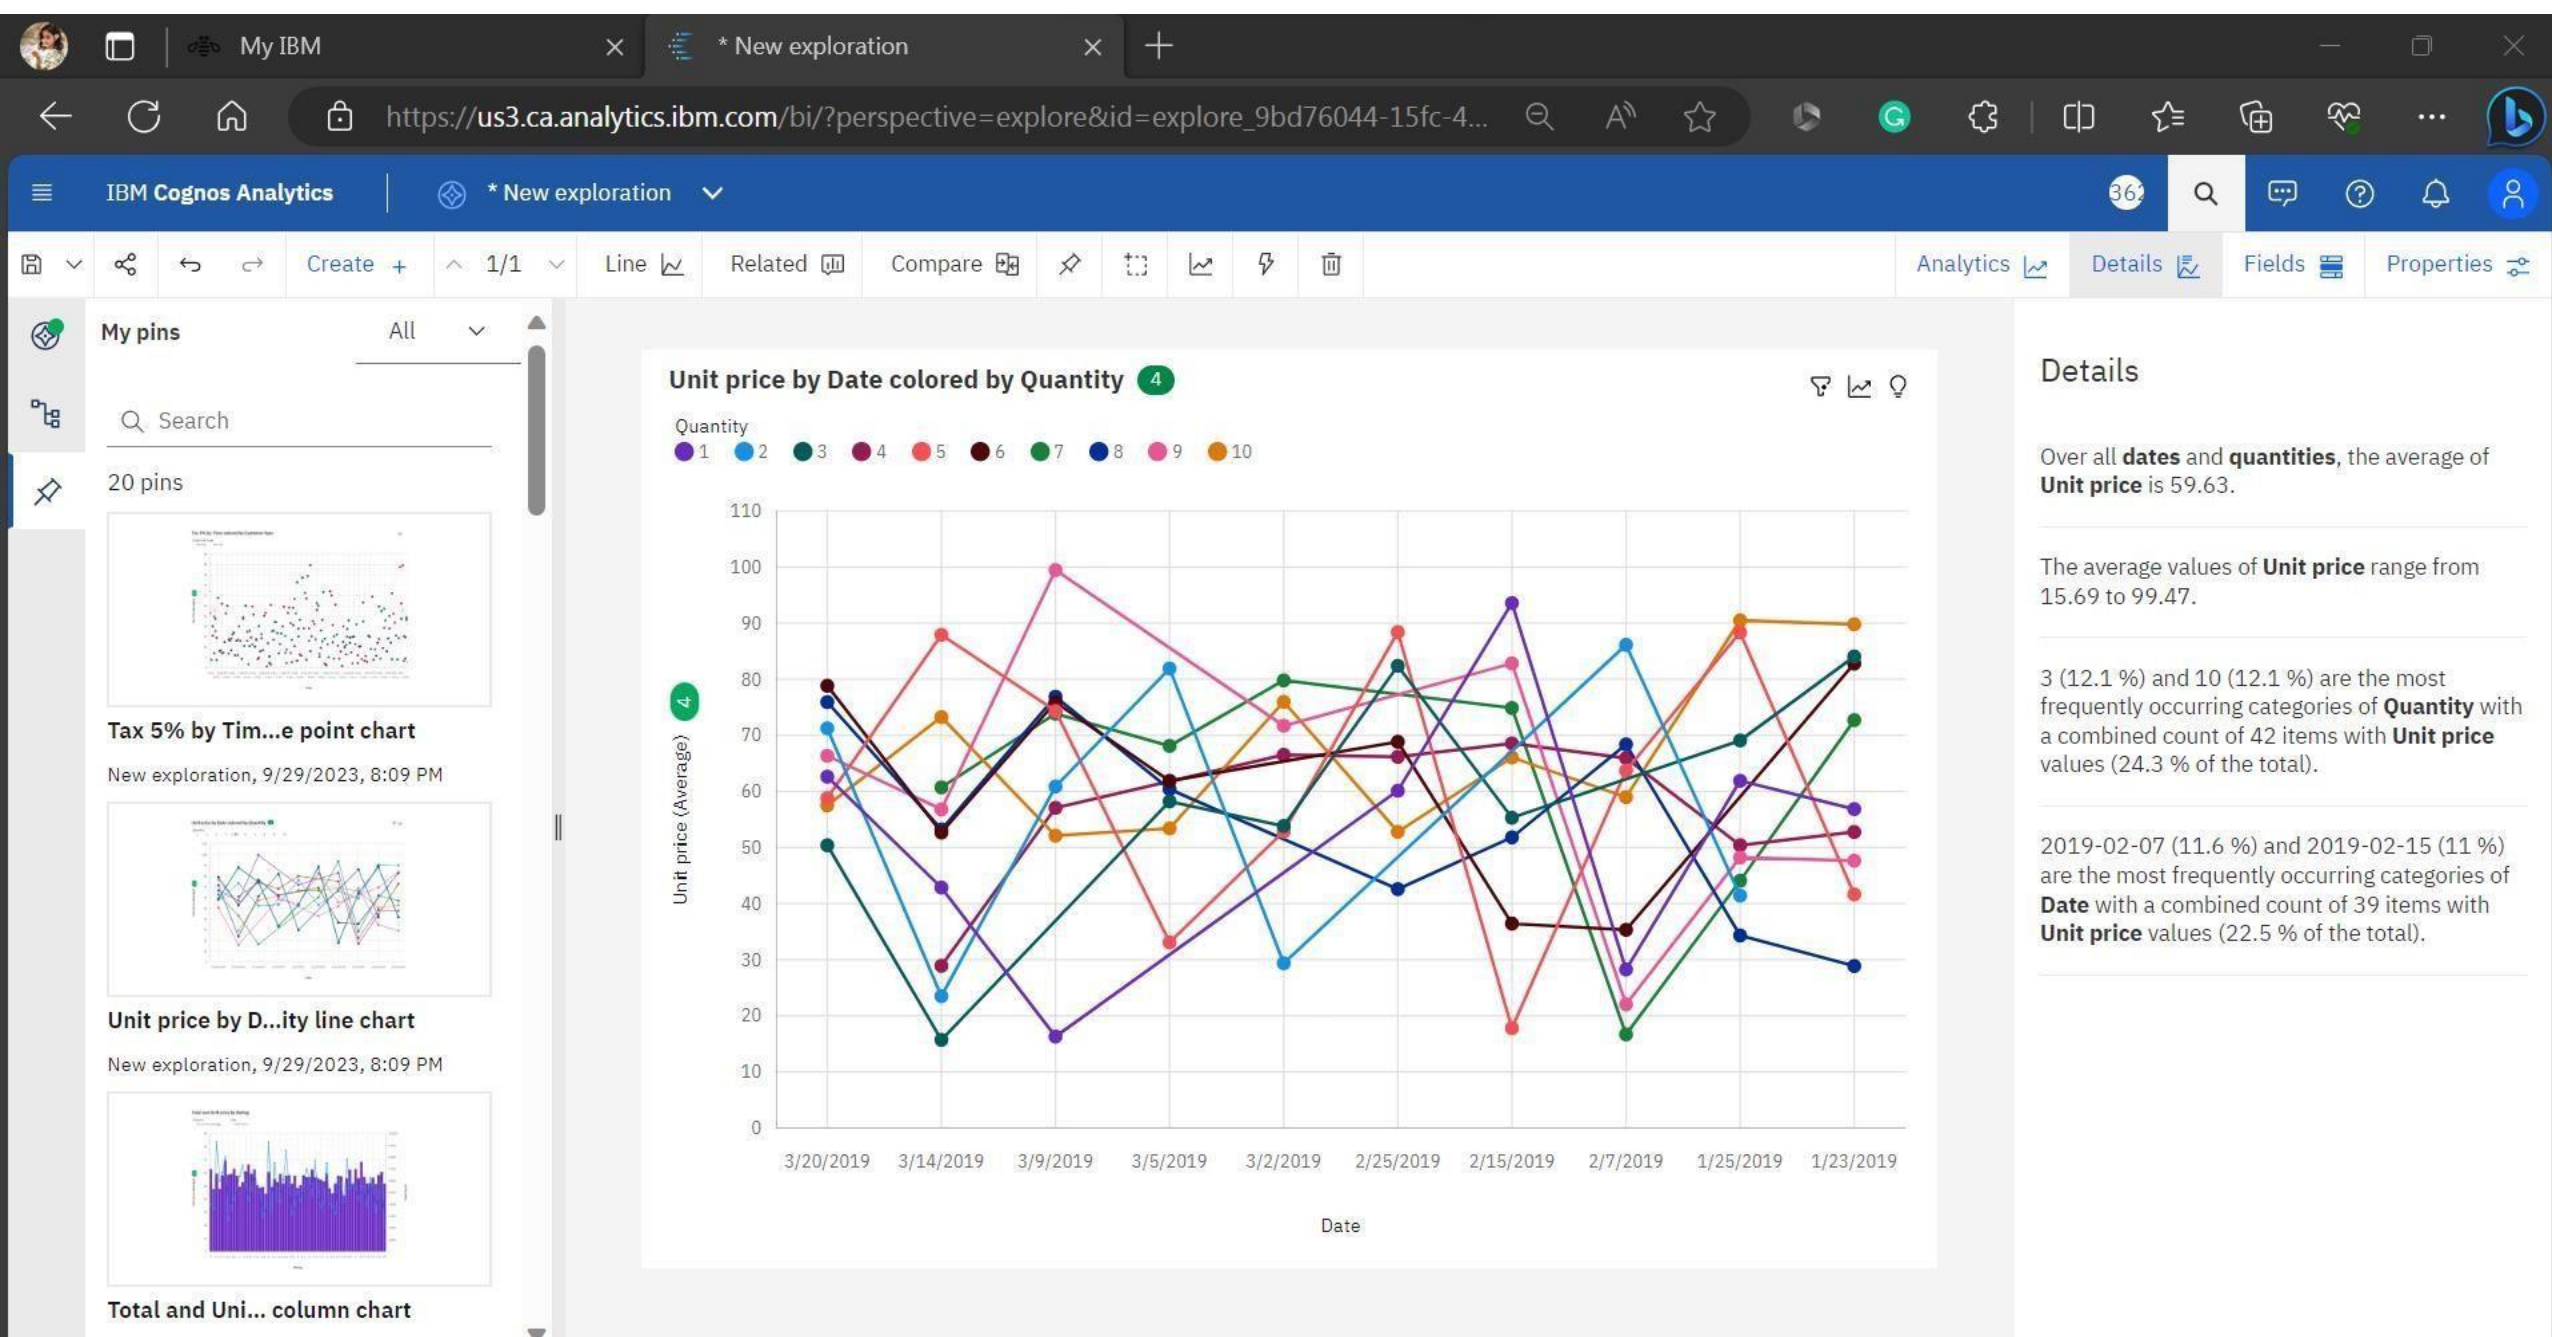 My IBM
* New exploration
https://us3.ca.analytics.ibm.com/bi/?perspective=explore&id=explore_9bd76044-15fc-4...
IBM Cognos Analytics
* New exploration
362
Create +
1/1
Line
Related
Compare
Analytics
Details
Fields
Properties
My pins
All
Search
20 pins
Tax 5% by Tim...e point chart
New exploration, 9/29/2023, 8:09 PM
Unit price by D...ity line chart
New exploration, 9/29/2023, 8:09 PM
Total and Uni... column chart
Unit price by Date colored by Quantity 4
Quantity
1 2 3 4 5 6 7 8 9 10
110
100
90
80
70
60
50
40
30
20
10
0
4
Unit price (Average)
3/20/2019 3/14/2019 3/9/2019 3/5/2019 3/2/2019 2/25/2019 2/15/2019 2/7/2019 1/25/2019 1/23/2019
Date
Details
Over all dates and quantities, the average of
Unit price is 59.63.
The average values of Unit price range from
15.69 to 99.47.
3 (12.1 %) and 10 (12.1 %) are the most
frequently occurring categories of Quantity with
a combined count of 42 items with Unit price
values (24.3 % of the total).
2019-02-07 (11.6 %) and 2019-02-15 (11 %)
are the most frequently occurring categories of
Date with a combined count of 39 items with
Unit price values (22.5 % of the total).